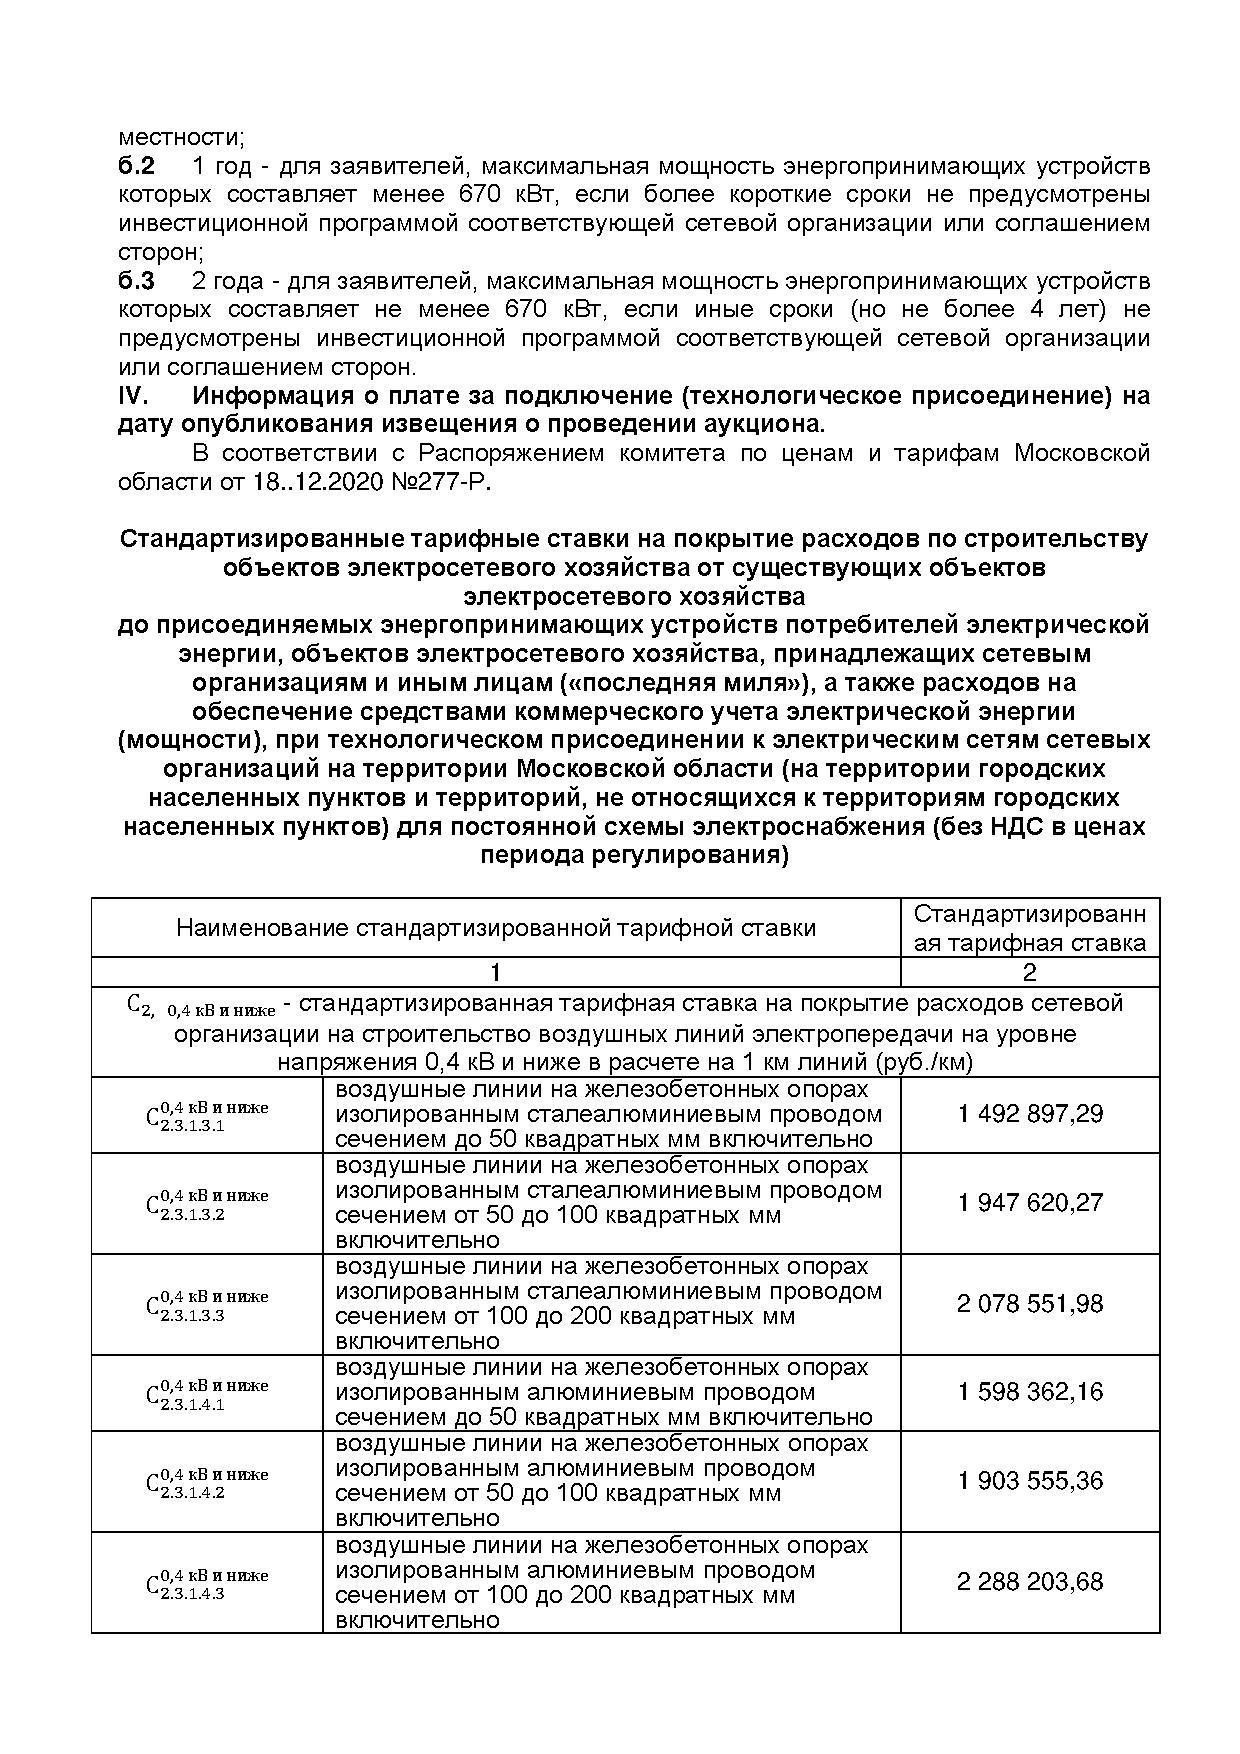 местности;
б.2 1 год - для заявителей, максимальная мощность энергопринимающих устройств
которых составляет менее 670 кВт, если более короткие сроки не предусмотрены
инвестиционной программой соответствующей сетевой организации или соглашением
сторон;
б.3 2 года - для заявителей, максимальная мощность энергопринимающих устройств
которых составляет не менее 670 кВт, если иные сроки (но не более 4 лет) не
предусмотрены инвестиционной программой соответствующей сетевой организации
или соглашением сторон.
IV. Информация о плате за подключение (технологическое присоединение) на
дату опубликования извещения о проведении аукциона.
В соответствии с Распоряжением комитета по ценам и тарифам Московской
области от 18..12.2020 №277-Р.
Стандартизированные тарифные ставки на покрытие расходов по строительству
объектов электросетевого хозяйства от существующих объектов
электросетевого хозяйства
до присоединяемых энергопринимающих устройств потребителей электрической
энергии, объектов электросетевого хозяйства, принадлежащих сетевым
организациям и иным лицам («последняя миля»), а также расходов на
обеспечение средствами коммерческого учета электрической энергии
(мощности), при технологическом присоединении к электрическим сетям сетевых
организаций на территории Московской области (на территории городских
населенных пунктов и территорий, не относящихся к территориям городских
населенных пунктов) для постоянной схемы электроснабжения (без НДС в ценах
периода регулирования)
Наименование стандартизированной тарифной ставки
Стандартизированн
ая тарифная ставка
1 2
С2, 0,4 кВ и ниже - стандартизированная тарифная ставка на покрытие расходов сетевой
организации на строительство воздушных линий электропередачи на уровне
напряжения 0,4 кВ и ниже в расчете на 1 км линий (руб./км)
С 0,4 кВ и ниже 2.3.1.3.1
воздушные линии на железобетонных опорах
изолированным сталеалюминиевым проводом
сечением до 50 квадратных мм включительно
1 492 897,29
С 0,4 кВ и ниже 2.3.1.3.2
воздушные линии на железобетонных опорах
изолированным сталеалюминиевым проводом
сечением от 50 до 100 квадратных мм
включительно
1 947 620,27
С 0,4 кВ и ниже 2.3.1.3.3
воздушные линии на железобетонных опорах
изолированным сталеалюминиевым проводом
сечением от 100 до 200 квадратных мм
включительно
2 078 551,98
С 0,4 кВ и ниже 2.3.1.4.1
воздушные линии на железобетонных опорах
изолированным алюминиевым проводом
сечением до 50 квадратных мм включительно
1 598 362,16
С 0,4 кВ и ниже 2.3.1.4.2
воздушные линии на железобетонных опорах
изолированным алюминиевым проводом
сечением от 50 до 100 квадратных мм
включительно
1 903 555,36
С 0,4 кВ и ниже 2.3.1.4.3
воздушные линии на железобетонных опорах
изолированным алюминиевым проводом
сечением от 100 до 200 квадратных мм
включительно
2 288 203,68